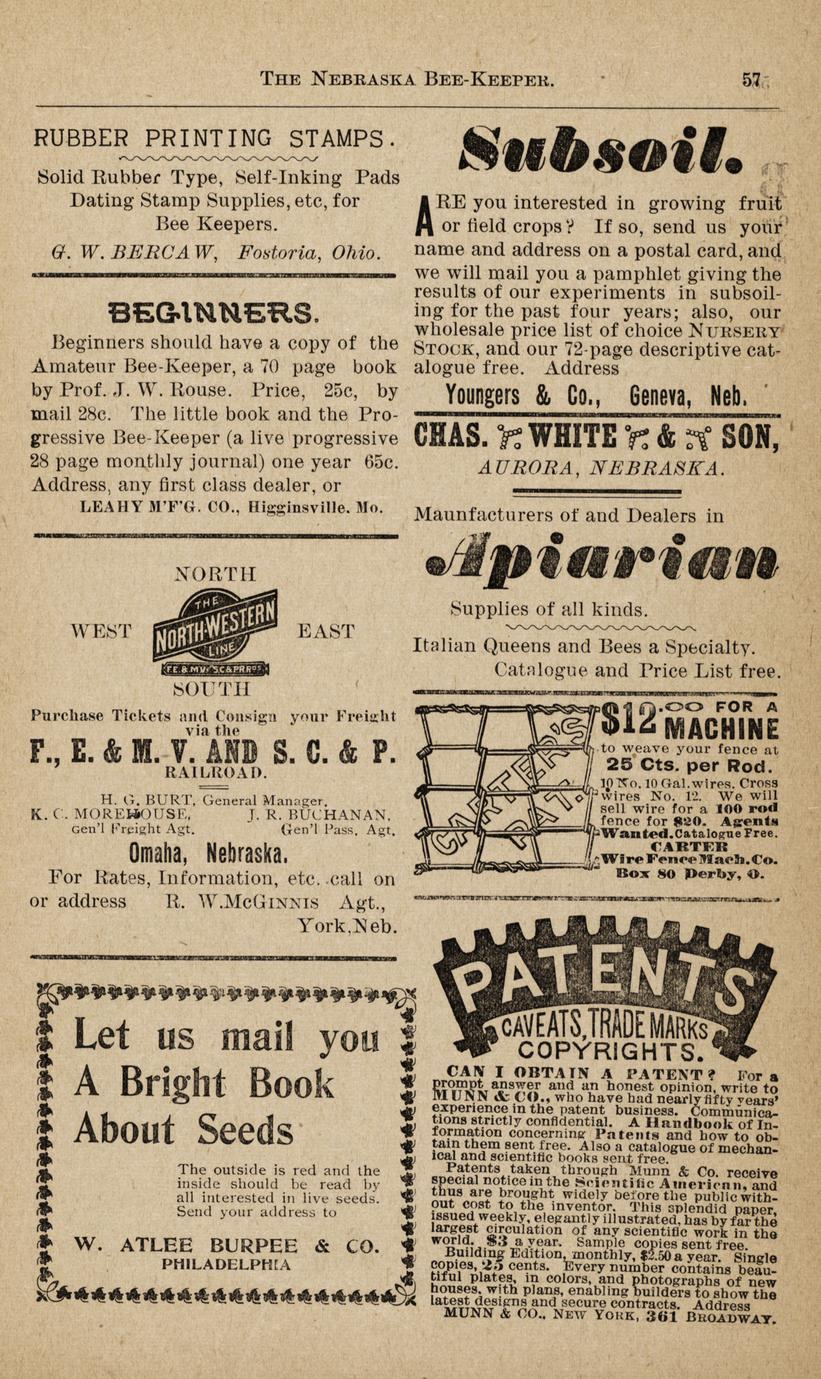 THE NEBRASKA BEE-KEEPER.
57
RUBBER PRINTING STAMPS.
Solid Rubber Type, Self-Inking Pads
Dating Stamp Supplies, etc, for
Bee Keepers.
G. W. BERCAW, Fostoria, Ohio.
BEGINNERS.
Beginners should have a copy of the
Amateur Bee-Keeper, a 70 page book
by Prof. J. W. Rouse. Price, 25c, by
mail 28c. The little book and the Pro-
gressive Bee-Keeper (a live progressive
28 page monthly journal) one year 65c.
Address, any first class dealer, or
LEAHY M'F'G. CO., Higginsville. Mo.
NORTH
WEST
THE
NORTH-WESTERN
LINE
F.E.& M.V. S.C.& P.RR'DS.
EAST
SOUTH
Purchase Tickets and Consign your Freight
via the
F., E. & M. V. AND S. C. & P.
RAILROAD.
H. G. BURT, General Manager.
K. C. MOREHOUSE, J. R. BUCHANAN,
Gen'l Freight Agt. Gen'l Pass. Agt.
Omaha, Nebraska.
For Rates, Information, etc. call on
or address R. W. McGINNIS Agt.,
York, Neb.
Let us mail you
A Bright Book
About Seeds
The outside is red and the
inside should be read by
all interested in live seeds.
Send your address to
W. ATLEE BURPEE & CO.
PHILADELPHIA
Subsoil.
ARE you interested in growing fruit
or field crops? If so, send us your
name and address on a postal card, and
we will mail you a pamphlet giving the
results of our experiments in subsoil-
ing for the past four years; also, our
wholesale price list of choice NURSERY
STOCK, and our 72-page descriptive cat-
alogue free. Address
Youngers & Co., Geneva, Neb.
CHAS. WHITE & SON,
AURORA, NEBRASKA.
Maunfacturers of and Dealers in
Apiarian
Supplies of all kinds.
Italian Queens and Bees a Specialty.
Catalogue and Price List free.
$12.00 FOR A
MACHINE
to weave your fence at
25 Cts. per Rod.
10 No. 10 Gal. wires. Cross
wires No. 12. We will
sell wire for a 100 rod
fence for $20. Agents
Wanted. Catalogue Free.
CARTER
Wire Fence Mach. Co.
Box 80 Derby, O.
PATENTS
CAVEATS, TRADE MARKS
COPYRIGHTS.
CAN I OBTAIN A PATENT? For a
prompt answer and an honest opinion, write to
MUNN & CO., who have had nearly fifty years'
experience in the patent business. Communica-
tions strictly confidential. A Handbook of In-
formation concerning Patents and how to ob-
tain them sent free. Also a catalogue of mechan-
ical and scientific books sent free.
Patents taken through Munn & Co. receive
special notice in the Scientific American, and
thus are brought widely before the public with-
out cost to the inventor. This splendid paper,
issued weekly, elegantly illustrated, has by far the
largest circulation of any scientific work in the
world. $3 a year. Sample copies sent free.
Building Edition, monthly, $2.50 a year. Single
copies, 25 cents. Every number contains beau-
tiful plates, in colors, and photographs of new
houses, with plans, enabling builders to show the
latest designs and secure contracts. Address
MUNN & CO., NEW YORK, 361 BROADWAY.